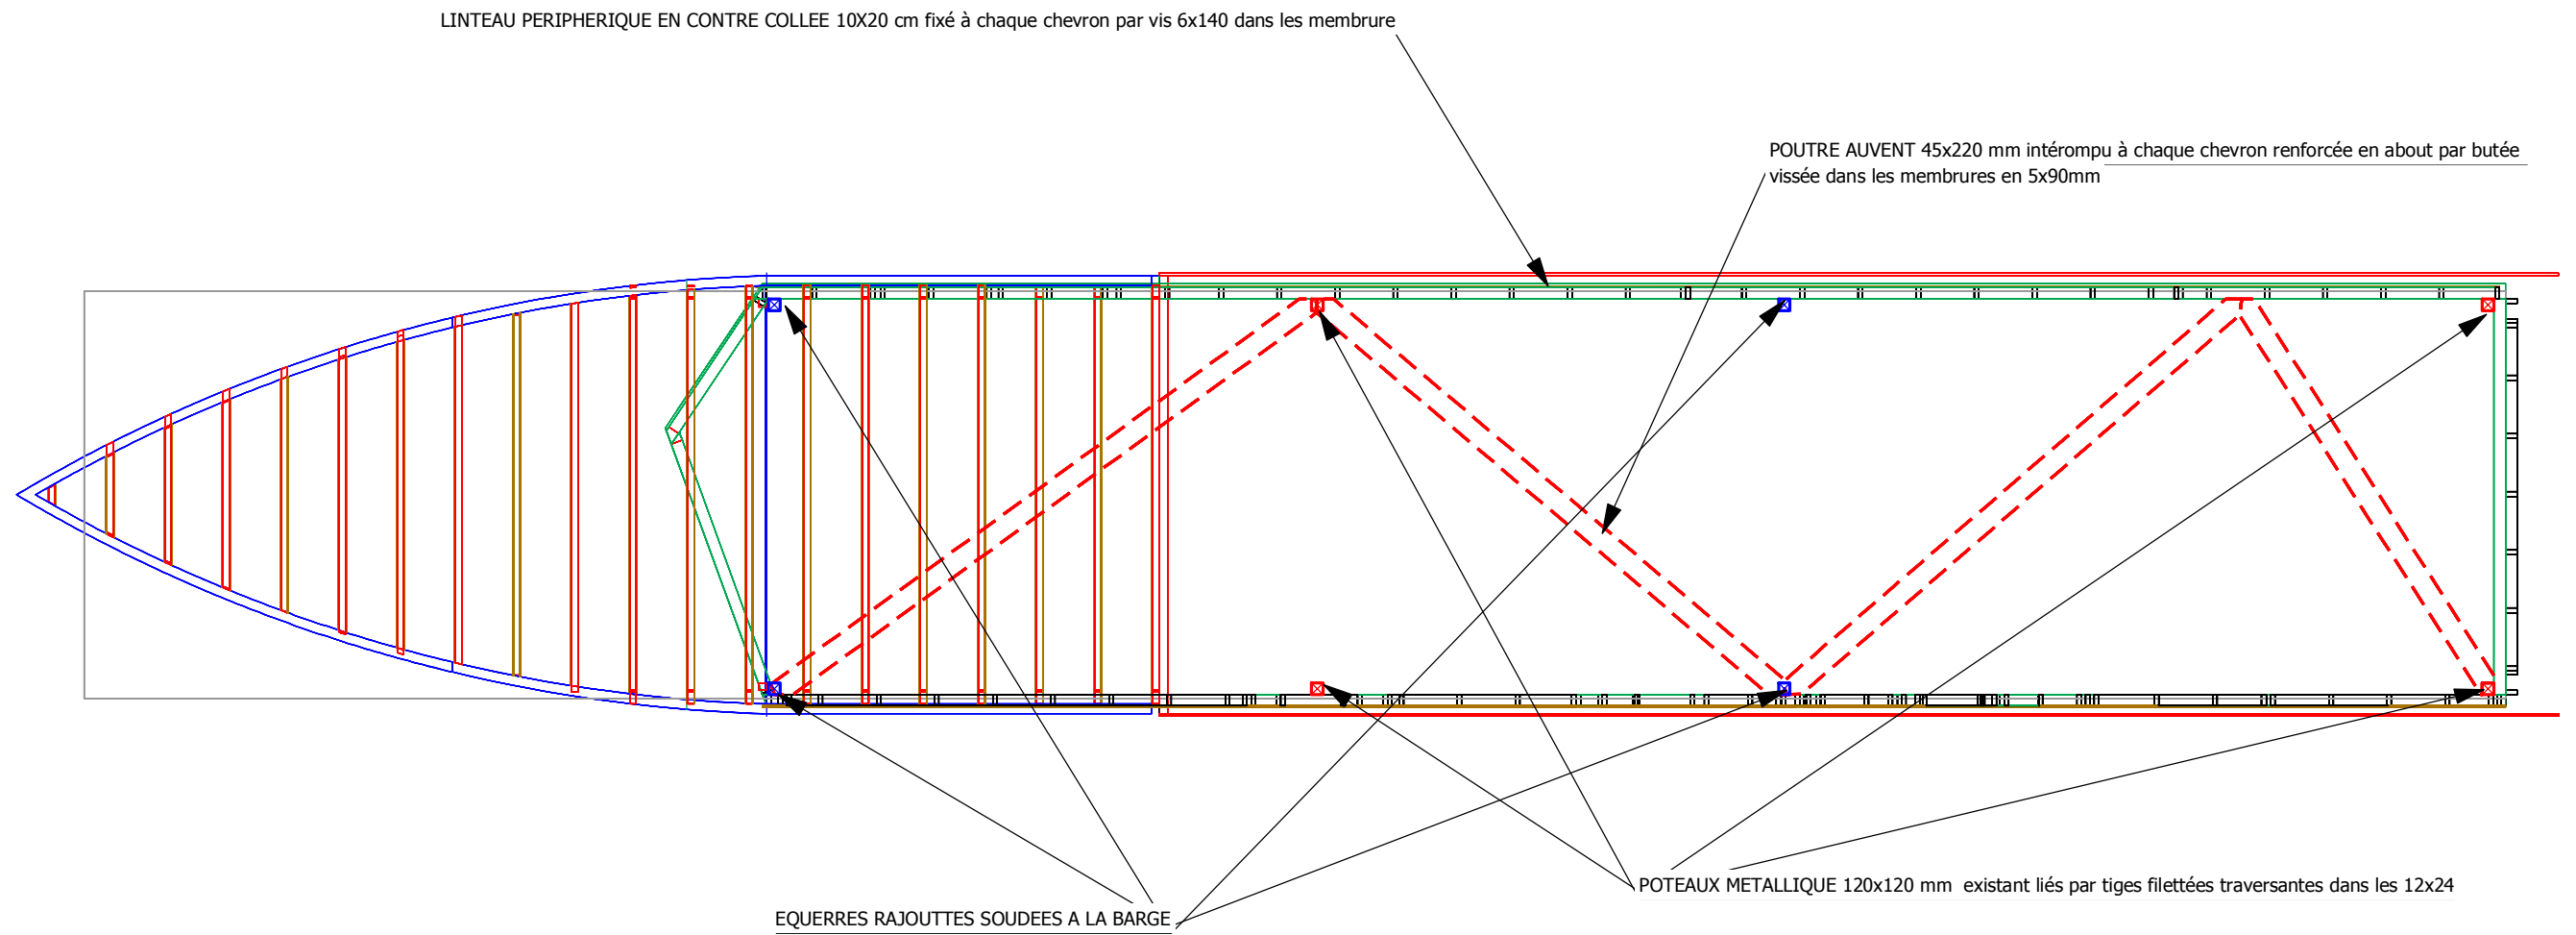 LINTEAU PERIPHERIQUE EN CONTRE COLLEE 10X20 cm fixé à chaque chevron par vis 6x140 dans les membrure
POUTRE AUVENT 45x220 mm intérompu à chaque chevron renforcée en about par butée
vissée dans les membrures en 5x90mm
POTEAUX METALLIQUE 120x120 mm existant liés par tiges filettées traversantes dans les 12x24
EQUERRES RAJOUTTES SOUDEES A LA BARGE